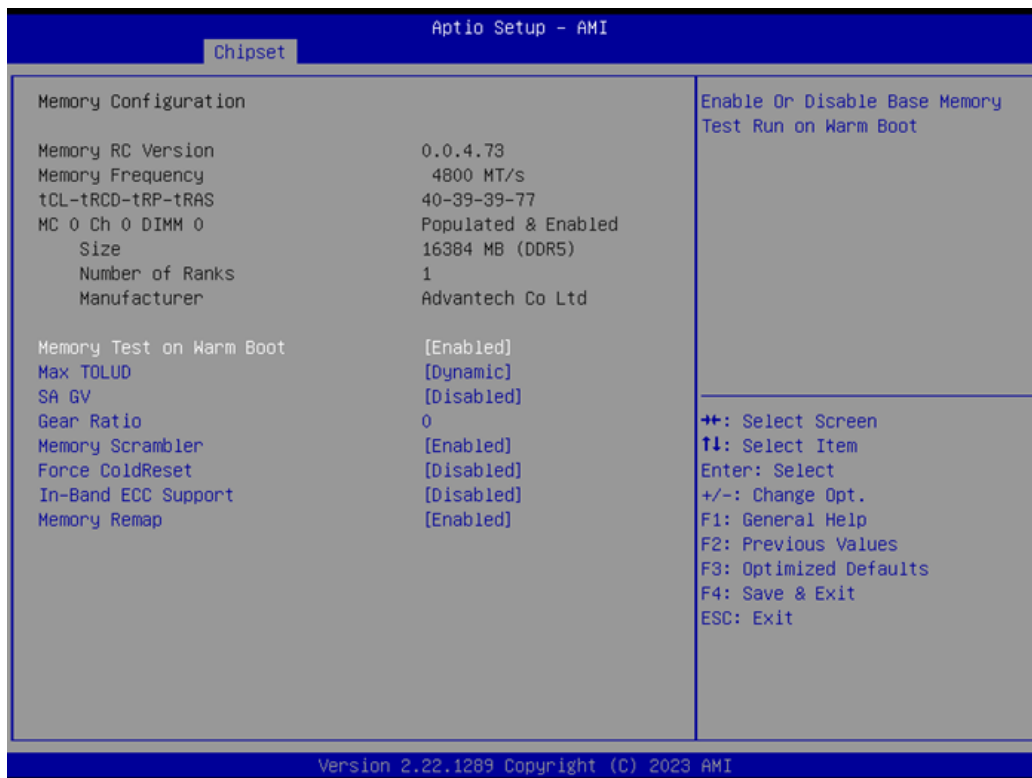 Aptio Setup – AMI
Chipset
Memory Configuration
Memory RC Version 0.0.4.73
Memory Frequency 4800 MT/s
tCL-tRCD-tRP-tRAS 40-39-39-77
MC 0 Ch 0 DIMM 0 Populated & Enabled
Size 16384 MB (DDR5)
Number of Ranks 1
Manufacturer Advantech Co Ltd
Memory Test on Warm Boot [Enabled]
Max TOLUD [Dynamic]
SA GV [Disabled]
Gear Ratio 0
Memory Scrambler [Enabled]
Force ColdReset [Disabled]
In-Band ECC Support [Disabled]
Memory Remap [Enabled]
Enable Or Disable Base Memory
Test Run on Warm Boot
→←: Select Screen
↑↓: Select Item
Enter: Select
+/-: Change Opt.
F1: General Help
F2: Previous Values
F3: Optimized Defaults
F4: Save & Exit
ESC: Exit
Version 2.22.1289 Copyright (C) 2023 AMI